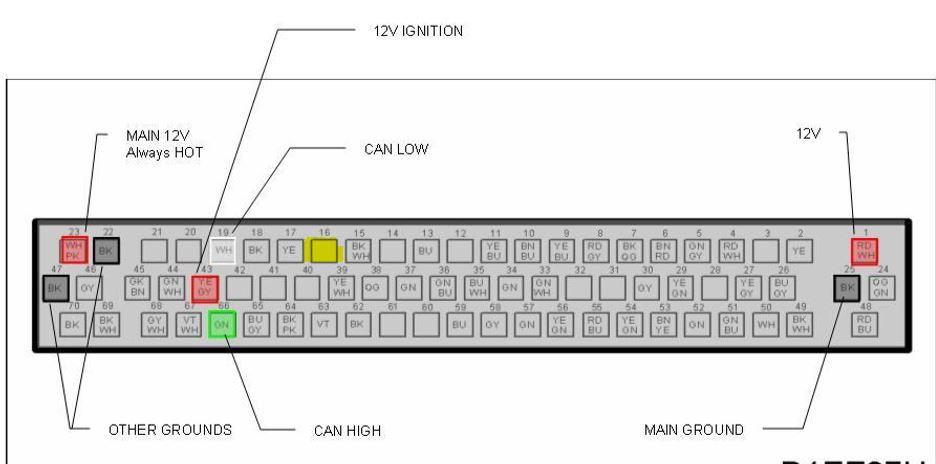 12V IGNITION
MAIN 12V
Always HOT
CAN LOW
12V
23 22 21 20 19 18 17 16 15 14 13 12 11 10 9 8 7 6 5 4 3 2 1
WH PK BK WH BK YE BK WH BU YE BU BN BU YE BU RD GY BK OG BN RD GN GY RD WH YE RD WH
47 46 45 44 43 42 41 40 39 38 37 36 35 34 33 32 31 30 29 28 27 26 25 24
BK GY GK BN GN WH YE GY YE WH OG GN GN BU BU WH GN GN BK GY YE GN YE GY BU GY BK OG GN
70 69 68 67 66 65 64 63 62 61 60 59 58 57 56 55 54 53 52 51 50 49 48
BK BK WH GY WH VT WH GN BU GY BK PK VT BK BU GY GN YE GN RD BU YE GN BN YE GN GN BU WH BK WH RD BU
OTHER GROUNDS
CAN HIGH
MAIN GROUND